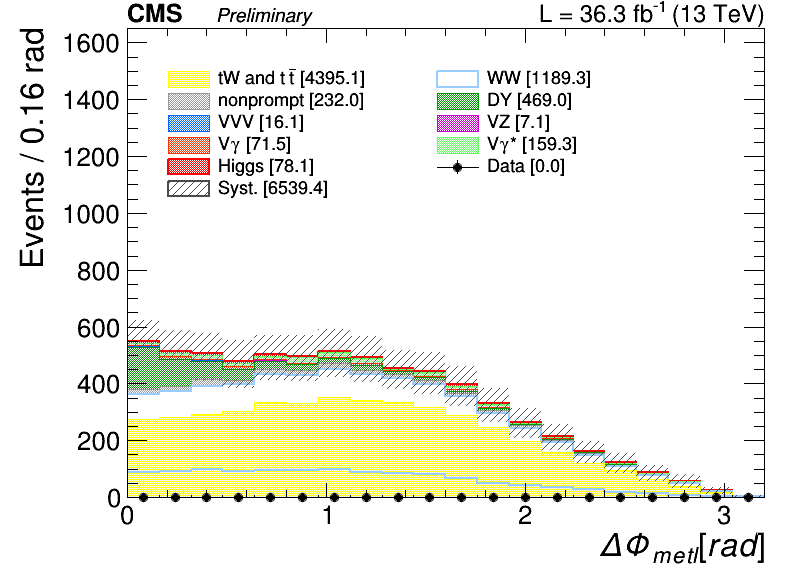 CMS Preliminary L = 36.3 fb⁻¹ (13 TeV)
Events / 0.16 rad
1600
1400
1200
1000
800
600
400
200
0
tW and tt̅ [4395.1]
nonprompt [232.0]
VVV [16.1]
Vγ [71.5]
Higgs [78.1]
Syst. [6539.4]
WW [1189.3]
DY [469.0]
VZ [7.1]
Vγ* [159.3]
Data [0.0]
0 1 2 3
ΔΦmetl[rad]